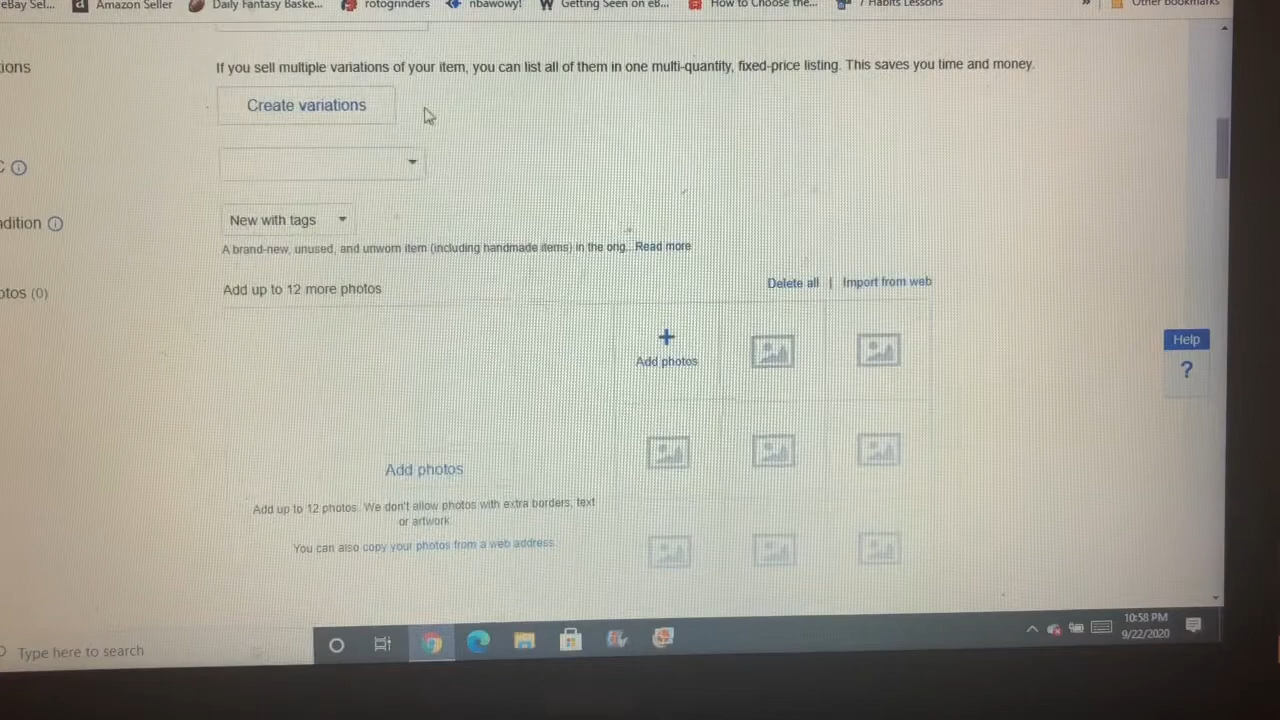 eBay Sel... Amazon Seller Daily Fantasy Baske... rotogrinders nbawowy! Getting Seen on eB... How to Choose the... 7 Habits Lessons » Other bookmarks
ions If you sell multiple variations of your item, you can list all of them in one multi-quantity, fixed-price listing. This saves you time and money.
Create variations
C
ndition New with tags
A brand-new, unused, and unworn item (including handmade items) in the orig... Read more
otos (0) Add up to 12 more photos Delete all | Import from web
+
Add photos
Help
?
Add photos
Add up to 12 photos. We don't allow photos with extra borders, text
or artwork.
You can also copy your photos from a web address.
Type here to search
10:58 PM
9/22/2020